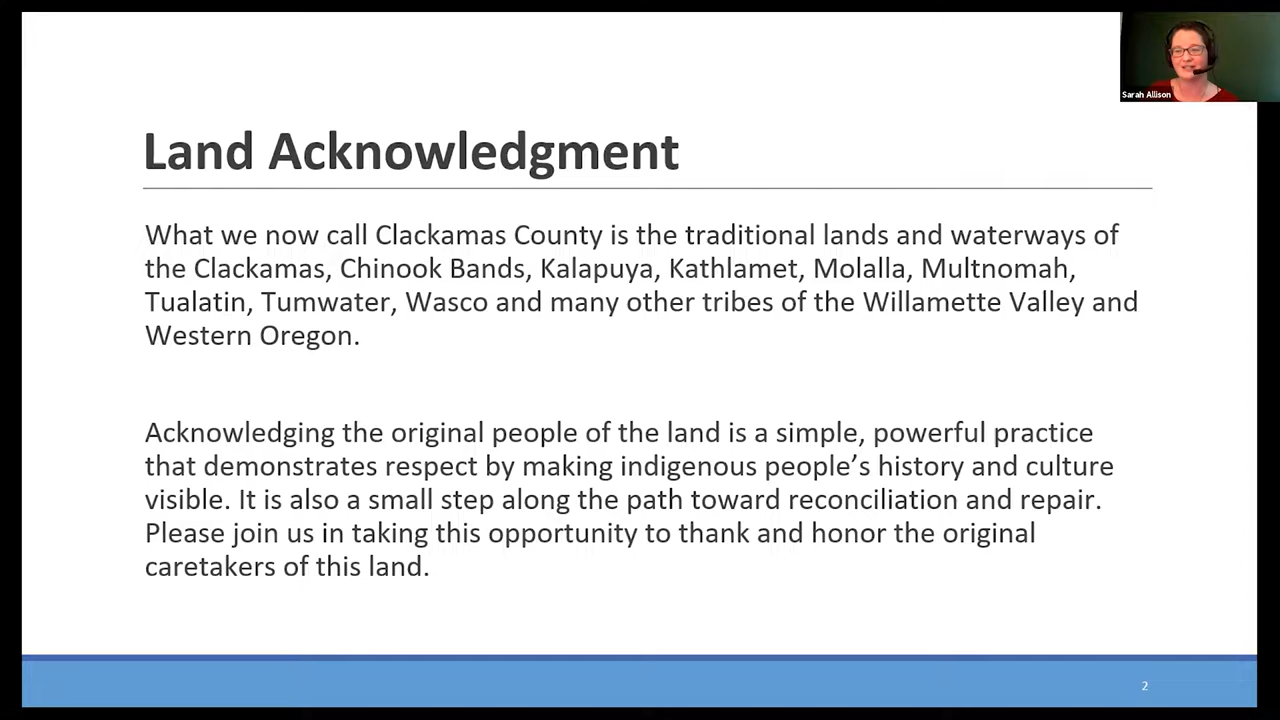 Sarah Allison
Land Acknowledgment
What we now call Clackamas County is the traditional lands and waterways of
the Clackamas, Chinook Bands, Kalapuya, Kathlamet, Molalla, Multnomah,
Tualatin, Tumwater, Wasco and many other tribes of the Willamette Valley and
Western Oregon.
Acknowledging the original people of the land is a simple, powerful practice
that demonstrates respect by making indigenous people’s history and culture
visible. It is also a small step along the path toward reconciliation and repair.
Please join us in taking this opportunity to thank and honor the original
caretakers of this land.
2